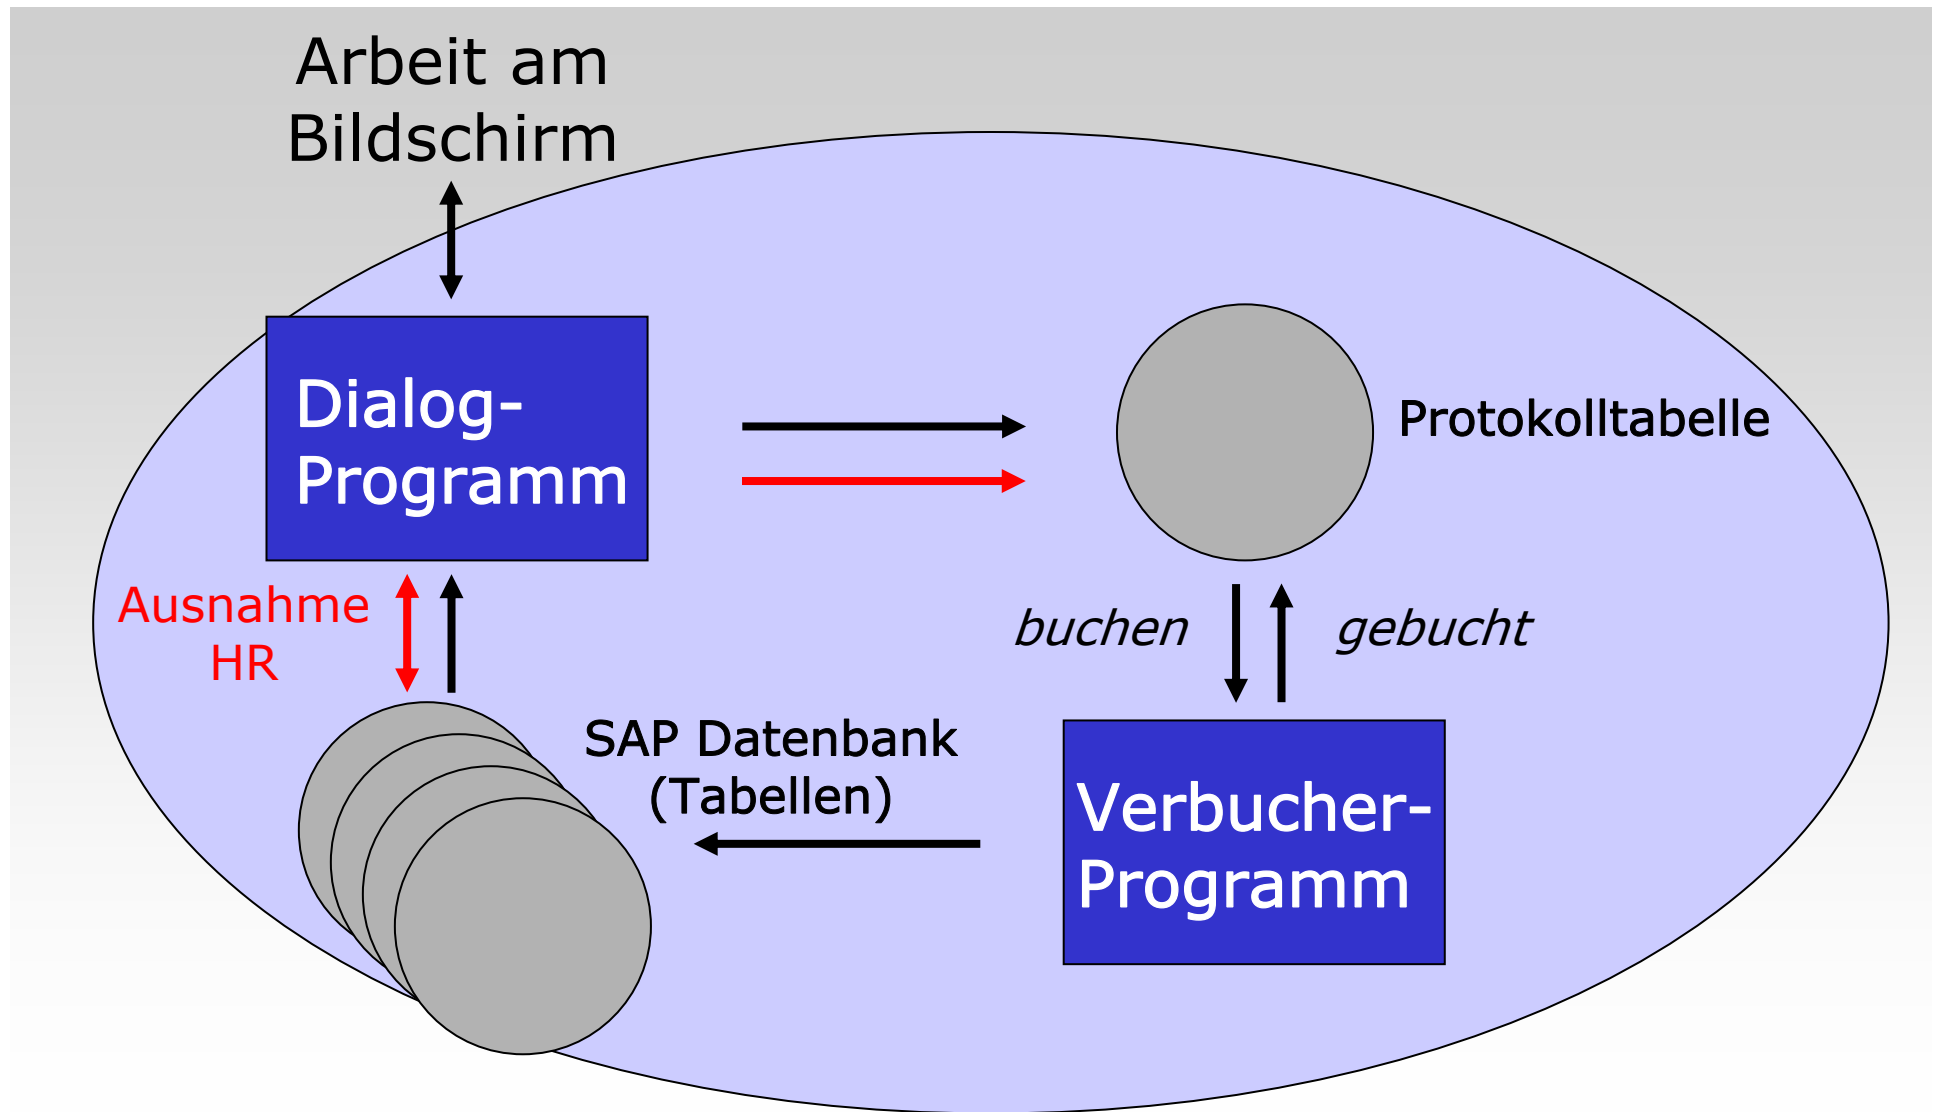 Arbeit am
Bildschirm
Dialog-
Programm
Protokolltabelle
Ausnahme
HR
buchen
gebucht
SAP Datenbank
(Tabellen)
Verbucher-
Programm